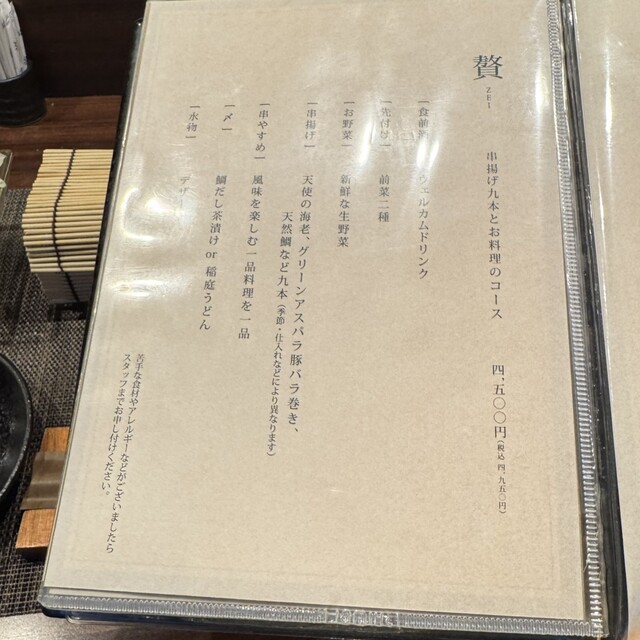 贅
ZEI
串揚げ九本とお料理のコース
四、五〇〇円(税込 四、九五〇円)
【食前
ウェルカムドリンク
【先付
前菜二種
【お野菜】
新鮮な生野菜
【串揚げ】
天使の海老、グリーンアスパラ豚バラ巻き、
天然鯛など九本(季節・仕入れなどにより異なります)
【串やすめ】
風味を楽しむ一品料理を一品
【〆】
鯛だし茶漬け or 稲庭うどん
【水物】
デザ
苦手な食材やアレルギーなどがございましたら
スタッフまでお申し付けください。